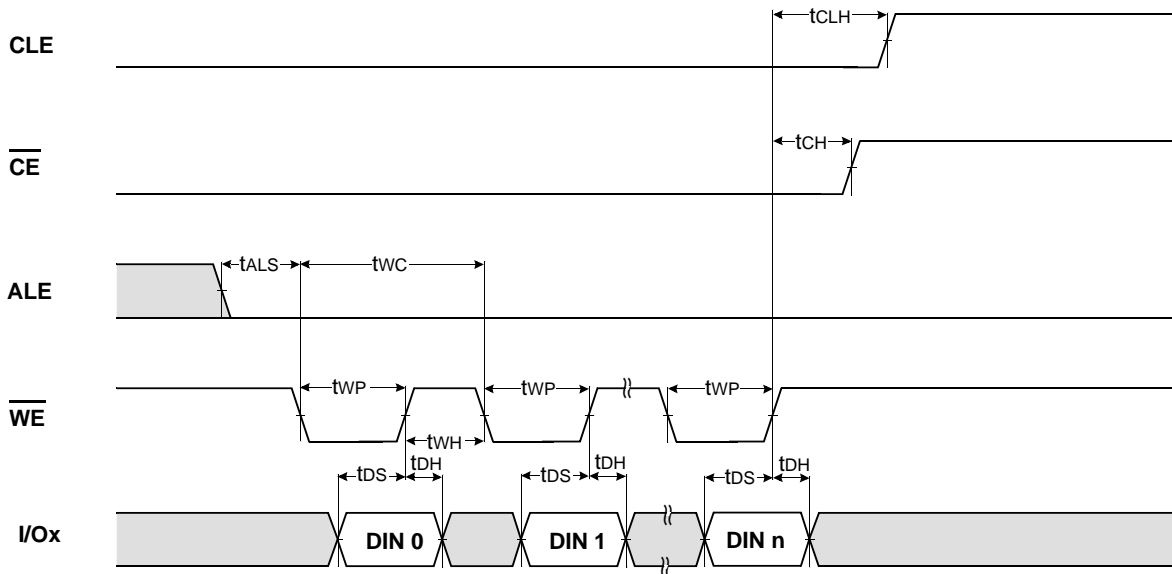 tCLH
CLE
tCH
CE
tALS
tWC
ALE
tWP
tWP
tWP
WE
tWH
tDS
tDH
tDS
tDH
tDS
tDH
I/Ox
DIN 0
DIN 1
DIN n